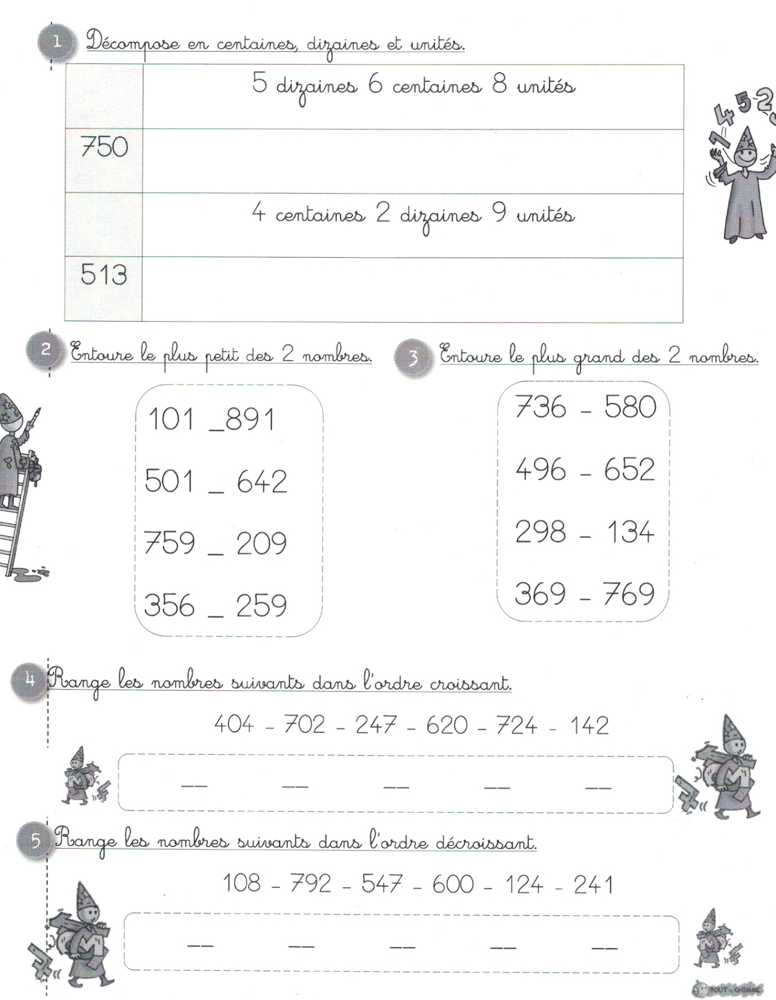 1 Décompose en centaines, dizaines et unités.
5 dizaines 6 centaines 8 unités
750
4 centaines 2 dizaines 9 unités
513
2 Entoure le plus petit des 2 nombres.
101 _ 891
501 _ 642
759 _ 209
356 _ 259
3 Entoure le plus grand des 2 nombres.
736 - 580
496 - 652
298 - 134
369 - 769
4 Range les nombres suivants dans l'ordre croissant.
404 - 702 - 247 - 620 - 724 - 142
__ __ __ __ __
5 Range les nombres suivants dans l'ordre décroissant.
108 - 792 - 547 - 600 - 124 - 241
__ __ __ __ __
BOUT de GOMME